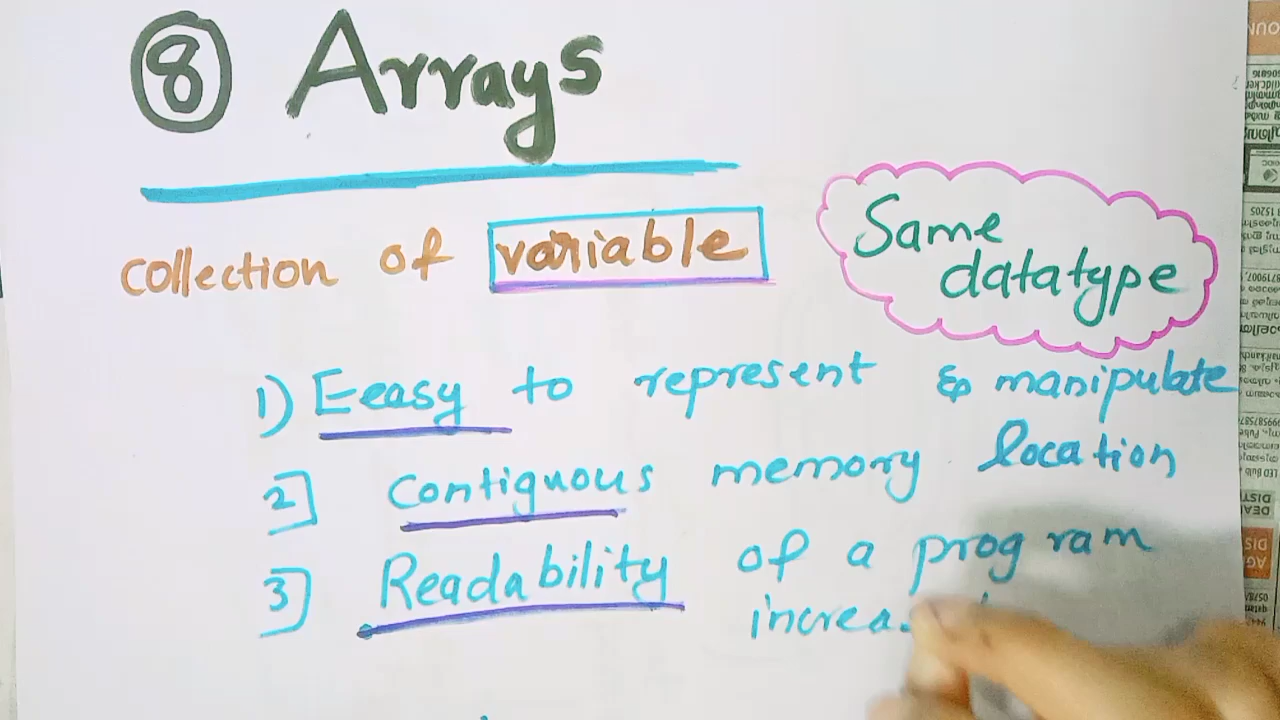 8 Arrays
collection of variable
Same
datatype
1) Eeasy to represent & manipulate
2] Contiguous memory location
3] Readability of a program
increa